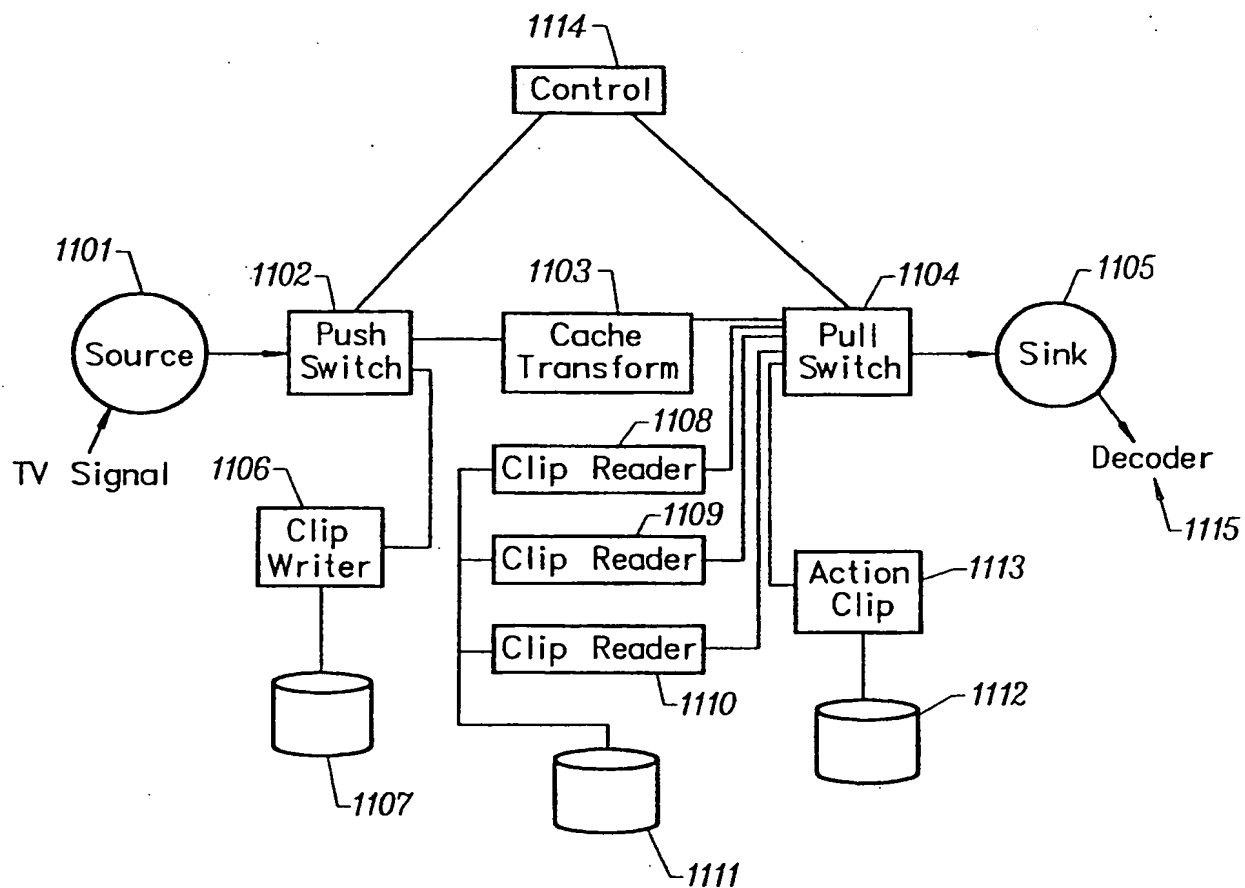 1114
Control
1101
1102
1103
1104
1105
Source
Push
Switch
Cache
Transform
Pull
Switch
Sink
TV Signal
1106
1108
Clip Reader
Decoder
1109
1115
Clip
Writer
Clip Reader
Action
Clip
1113
Clip Reader
1110
1112
1107
1111